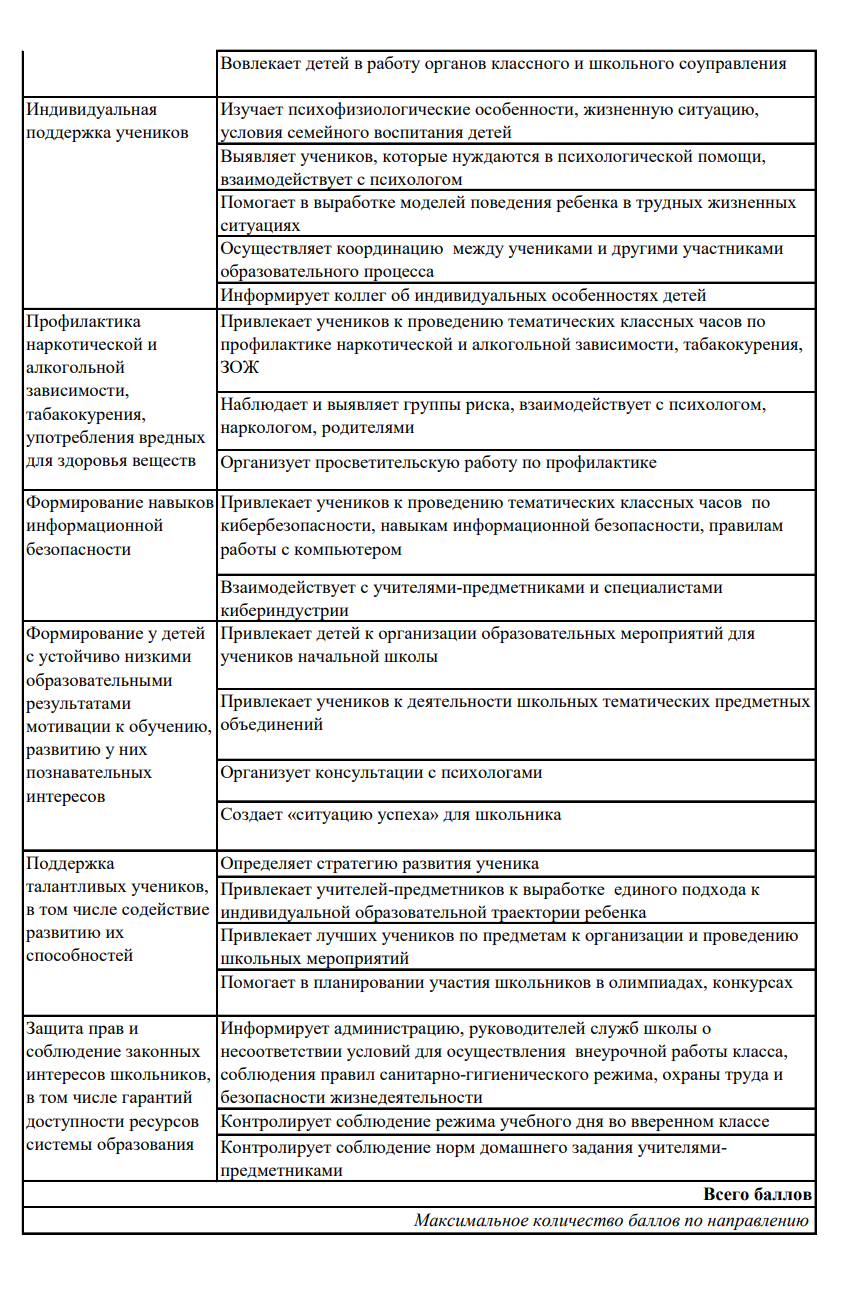 Вовлекает детей в работу органов классного и школьного соуправления
Индивидуальная
поддержка учеников
Изучает психофизиологические особенности, жизненную ситуацию,
условия семейного воспитания детей
Выявляет учеников, которые нуждаются в психологической помощи,
взаимодействует с психологом
Помогает в выработке моделей поведения ребенка в трудных жизненных
ситуациях
Осуществляет координацию между учениками и другими участниками
образовательного процесса
Информирует коллег об индивидуальных особенностях детей
Профилактика
наркотической и
алкогольной
зависимости,
табакокурения,
употребления вредных
для здоровья веществ
Привлекает учеников к проведению тематических классных часов по
профилактике наркотической и алкогольной зависимости, табакокурения,
ЗОЖ
Наблюдает и выявляет группы риска, взаимодействует с психологом,
наркологом, родителями
Организует просветительскую работу по профилактике
Формирование навыков
информационной
безопасности
Привлекает учеников к проведению тематических классных часов по
кибербезопасности, навыкам информационной безопасности, правилам
работы с компьютером
Взаимодействует с учителями-предметниками и специалистами
кибериндустрии
Формирование у детей
с устойчиво низкими
образовательными
результатами
мотивации к обучению,
развитию у них
познавательных
интересов
Привлекает детей к организации образовательных мероприятий для
учеников начальной школы
Привлекает учеников к деятельности школьных тематических предметных
объединений
Организует консультации с психологами
Создает «ситуацию успеха» для школьника
Поддержка
талантливых учеников,
в том числе содействие
развитию их
способностей
Определяет стратегию развития ученика
Привлекает учителей-предметников к выработке единого подхода к
индивидуальной образовательной траектории ребенка
Привлекает лучших учеников по предметам к организации и проведению
школьных мероприятий
Помогает в планировании участия школьников в олимпиадах, конкурсах
Защита прав и
соблюдение законных
интересов школьников,
в том числе гарантий
доступности ресурсов
системы образования
Информирует администрацию, руководителей служб школы о
несоответствии условий для осуществления внеурочной работы класса,
соблюдения правил санитарно-гигиенического режима, охраны труда и
безопасности жизнедеятельности
Контролирует соблюдение режима учебного дня во вверенном классе
Контролирует соблюдение норм домашнего задания учителями-
предметниками
Всего баллов
Максимальное количество баллов по направлению